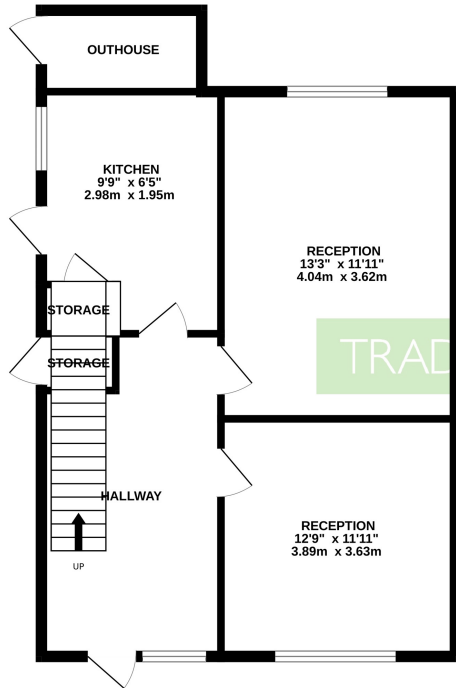 OUTHOUSE
KITCHEN
9'9" x 6'5"
2.98m x 1.95m
RECEPTION
13'3" x 11'11"
4.04m x 3.62m
STORAGE
TRAD
STORAGE
HALLWAY
RECEPTION
12'9" x 11'11"
3.89m x 3.63m
UP